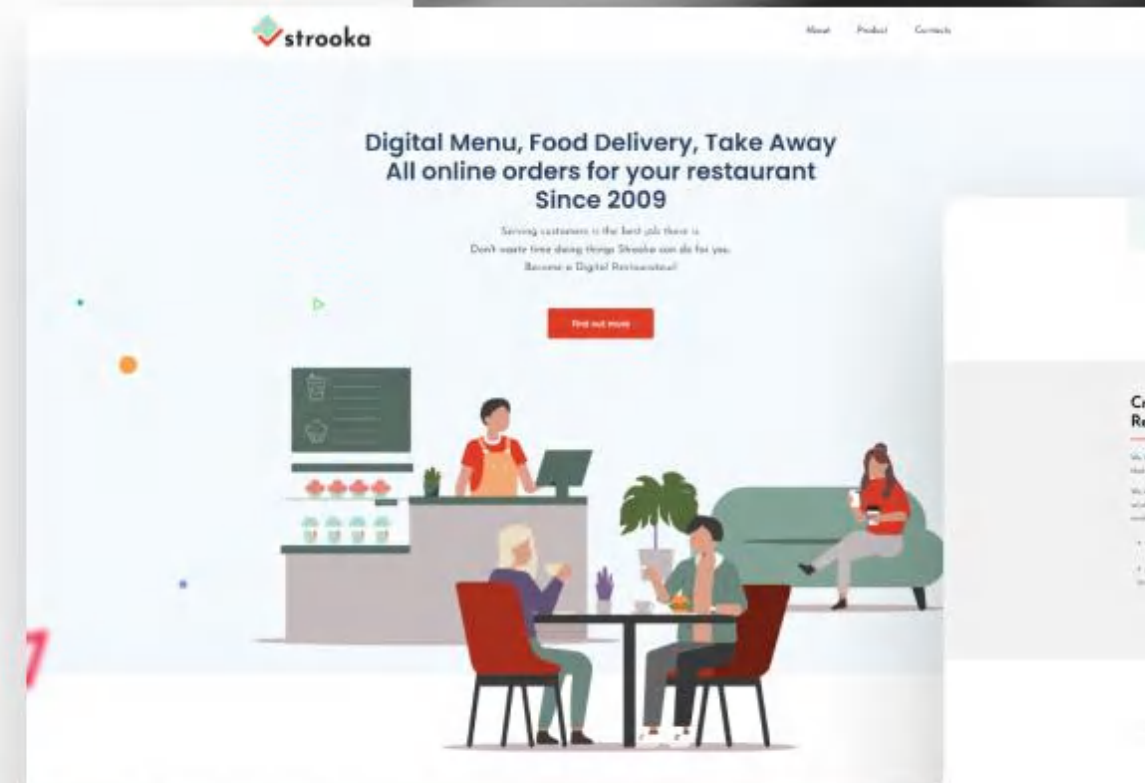 strooka
About Product Contacts
Digital Menu, Food Delivery, Take Away
All online orders for your restaurant
Since 2009
Serving customers is the best job there is
Don't waste time doing things Strooka can do for you.
Become a Digital Restaurateur!
Find out more